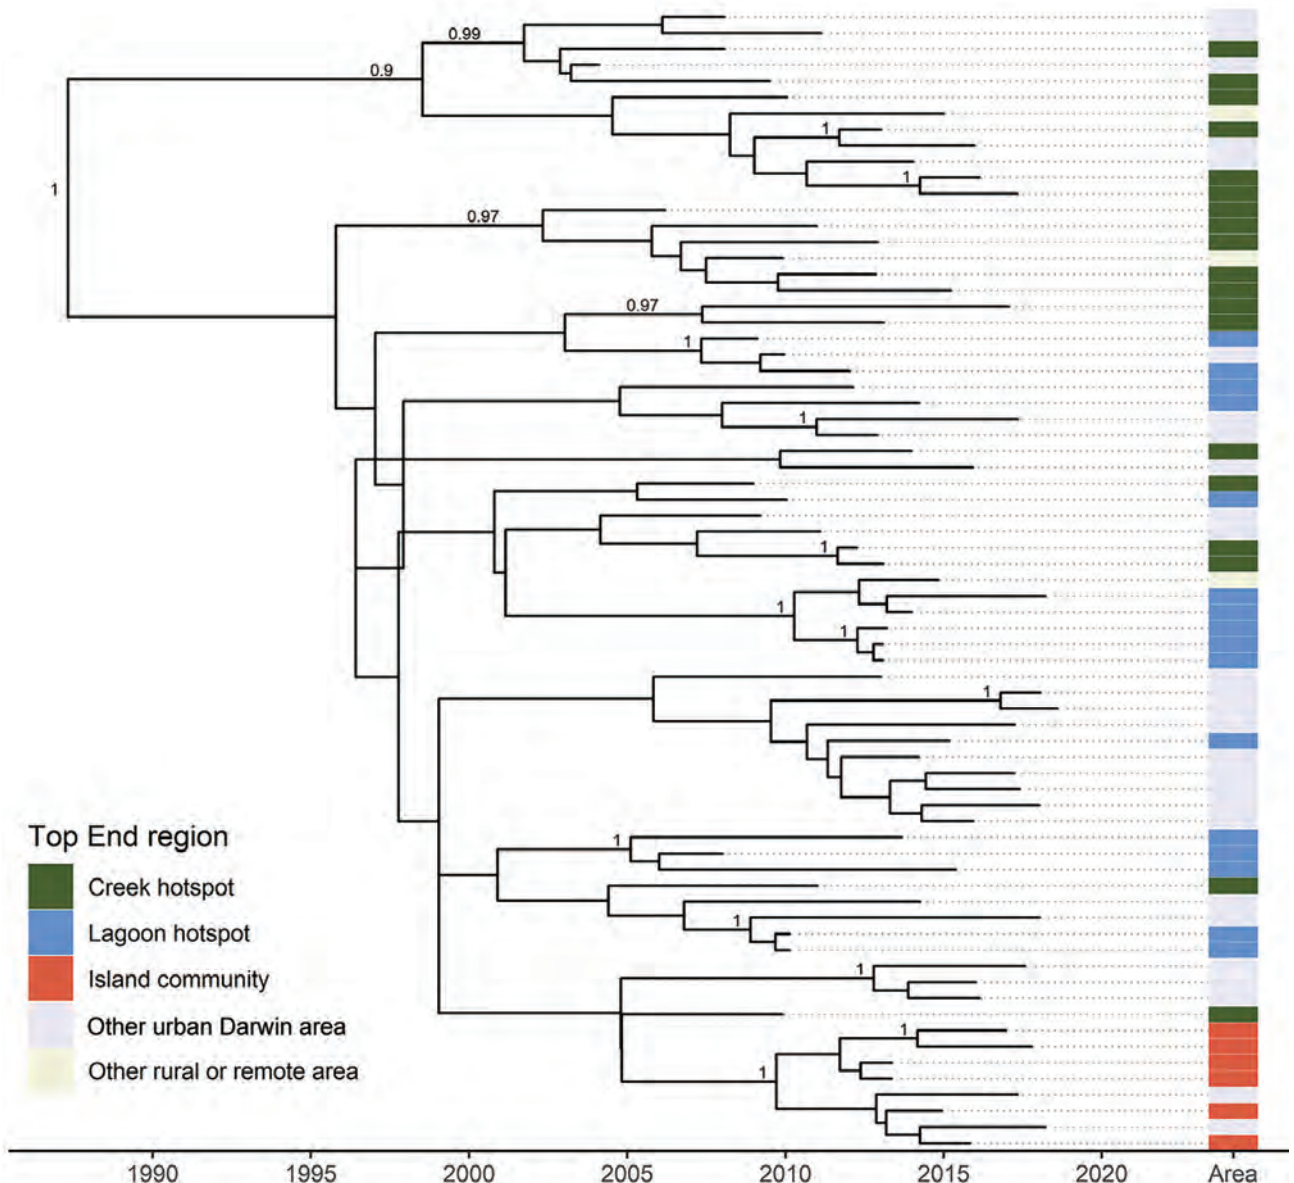 0.99
0.9
1
1
1
0.97
0.97
1
1
1
1
1
1
1
1
1
1
1
Top End region
Creek hotspot
Lagoon hotspot
Island community
Other urban Darwin area
Other rural or remote area
1990 1995 2000 2005 2010 2015 2020 Area